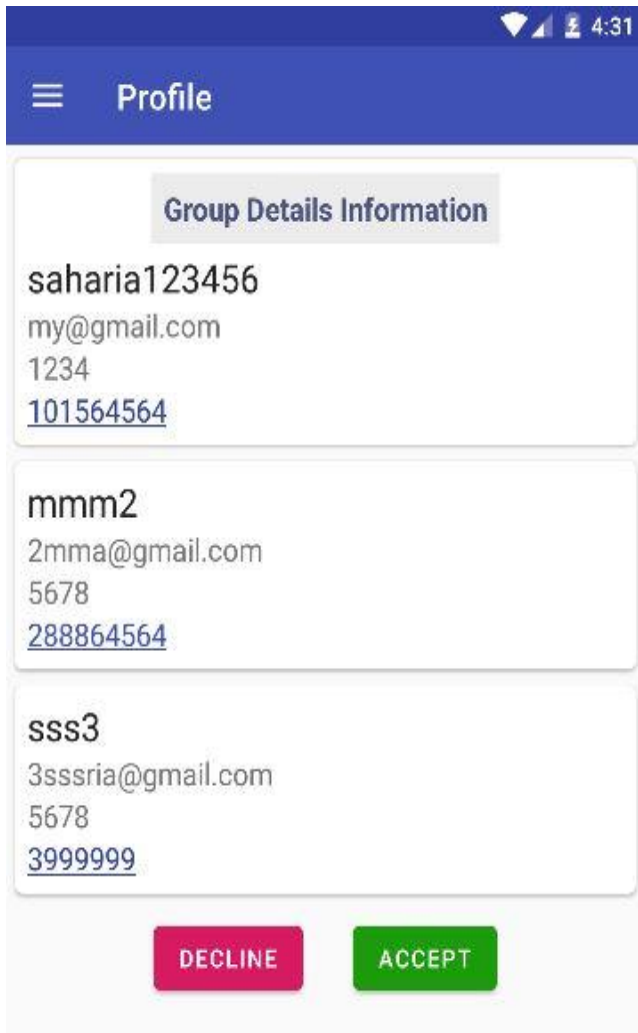 4:31
Profile
Group Details Information
saharia123456
my@gmail.com
1234
101564564
mmm2
2mma@gmail.com
5678
288864564
sss3
3sssria@gmail.com
5678
3999999
DECLINE ACCEPT